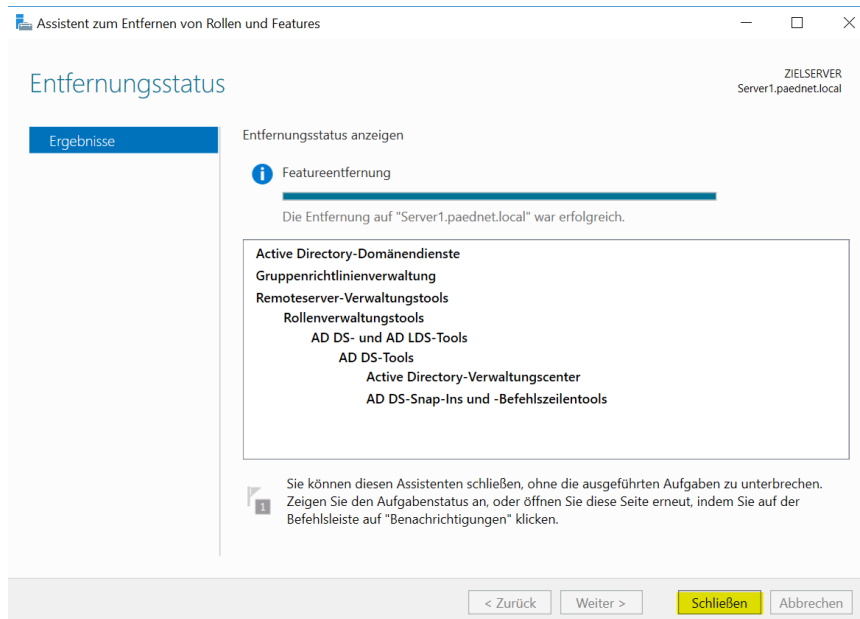 Assistent zum Entfernen von Rollen und Features
Entfernungsstatus
ZIELSERVER
Server1.paednet.local
Ergebnisse
Entfernungsstatus anzeigen
Featureentfernung
Die Entfernung auf "Server1.paednet.local" war erfolgreich.
Active Directory-Domänendienste
Gruppenrichtlinienverwaltung
Remoteserver-Verwaltungstools
Rollenverwaltungstools
AD DS- und AD LDS-Tools
AD DS-Tools
Active Directory-Verwaltungscenter
AD DS-Snap-Ins und -Befehlszeilentools
Sie können diesen Assistenten schließen, ohne die ausgeführten Aufgaben zu unterbrechen.
Zeigen Sie den Aufgabenstatus an, oder öffnen Sie diese Seite erneut, indem Sie auf der
Befehlsleiste auf "Benachrichtigungen" klicken.
1
< Zurück Weiter > Schließen Abbrechen